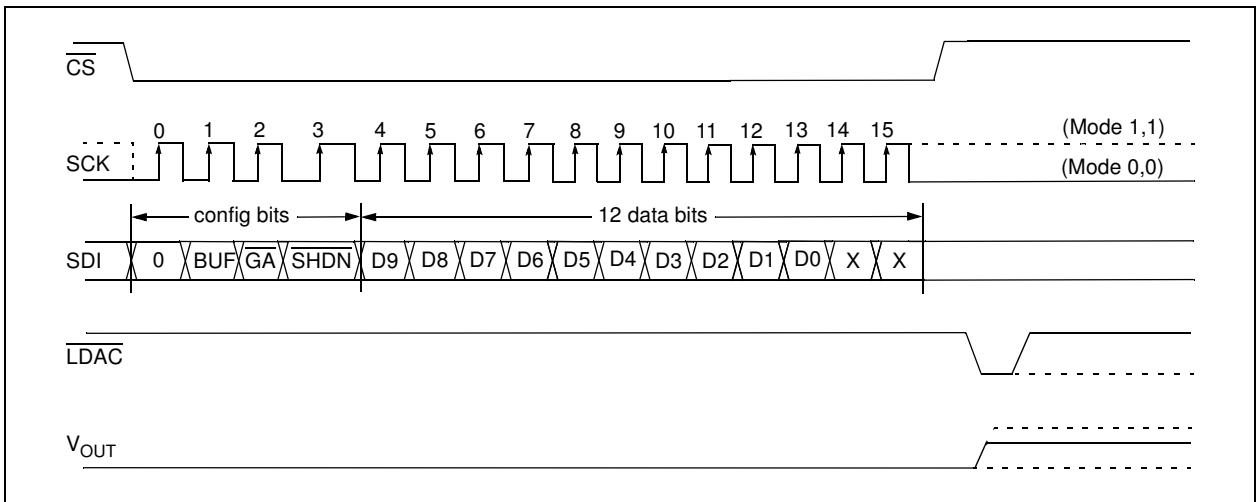 CS
0 1 2 3 4 5 6 7 8 9 10 11 12 13 14 15
(Mode 1,1)
SCK
(Mode 0,0)
config bits
12 data bits
SDI
0 BUF GA SHDN D9 D8 D7 D6 D5 D4 D3 D2 D1 D0 X X
LDAC
VOUT